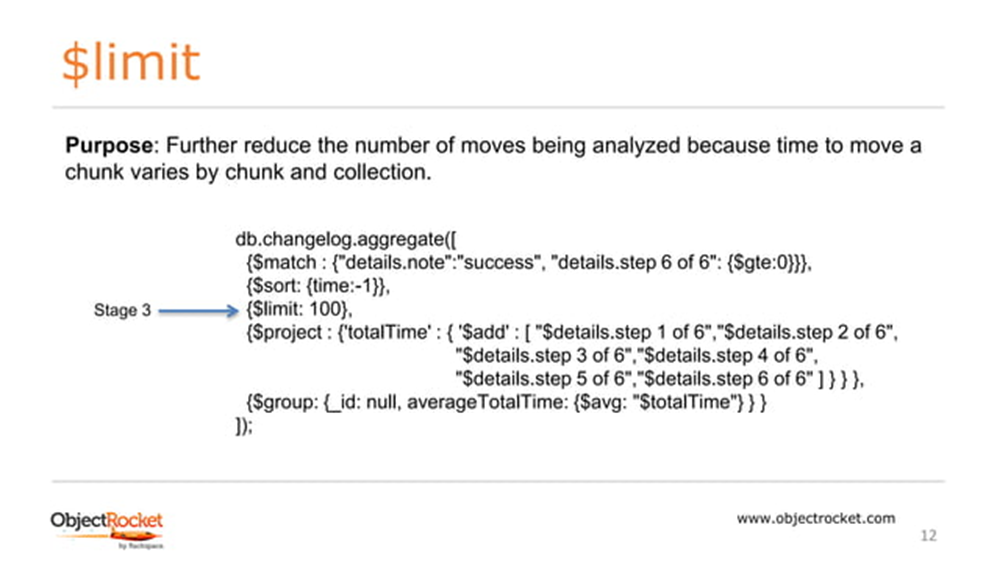 $limit
Purpose: Further reduce the number of moves being analyzed because time to move a
chunk varies by chunk and collection.
db.changelog.aggregate([
{$match : {"details.note":"success", "details.step 6 of 6": {$gte:0}}},
{$sort: {time:-1}},
Stage 3
{$limit: 100},
{$project : {'totalTime' : { '$add' : [ "$details.step 1 of 6","$details.step 2 of 6",
"$details.step 3 of 6","$details.step 4 of 6",
"$details.step 5 of 6","$details.step 6 of 6" ] } } },
{$group: {_id: null, averageTotalTime: {$avg: "$totalTime"} } }
]);
ObjectRocket
by Rackspace
www.objectrocket.com
12